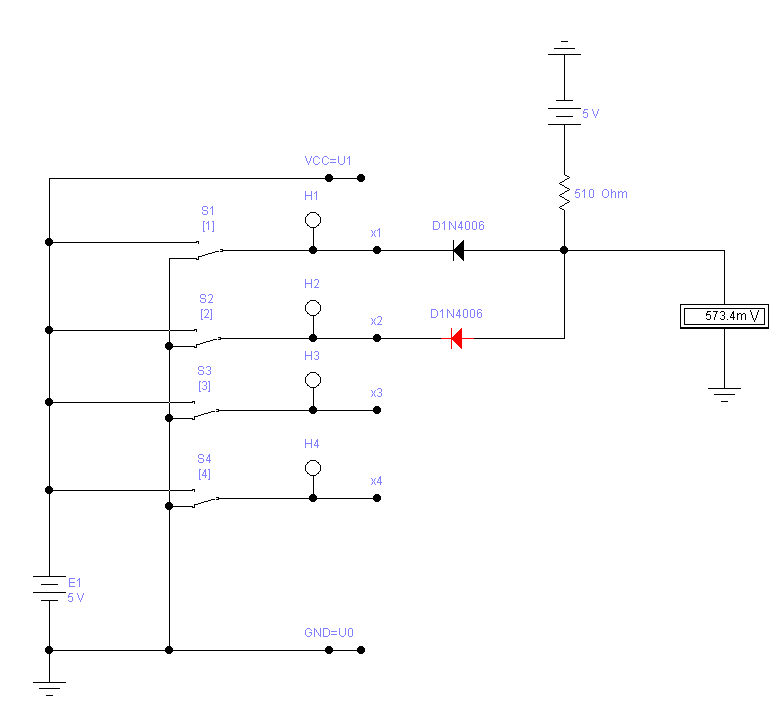 5 V
VCC=U1
510 Ohm
H1
S1
[1]
x1
D1N4006
H2
S2
[2]
x2
D1N4006
573.4m V
H3
S3
[3]
x3
H4
S4
[4]
x4
E1
5 V
GND=U0